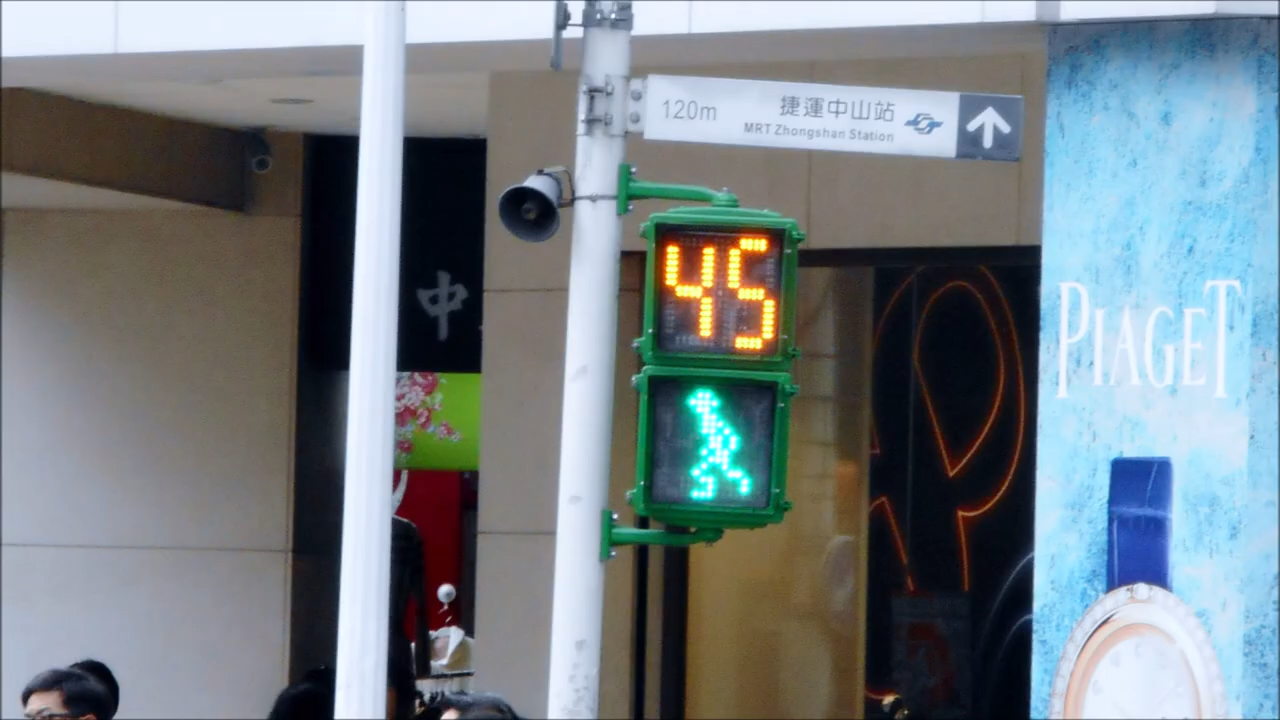 120m
捷運中山站
MRT Zhongshan Station
45
中
PIAGET